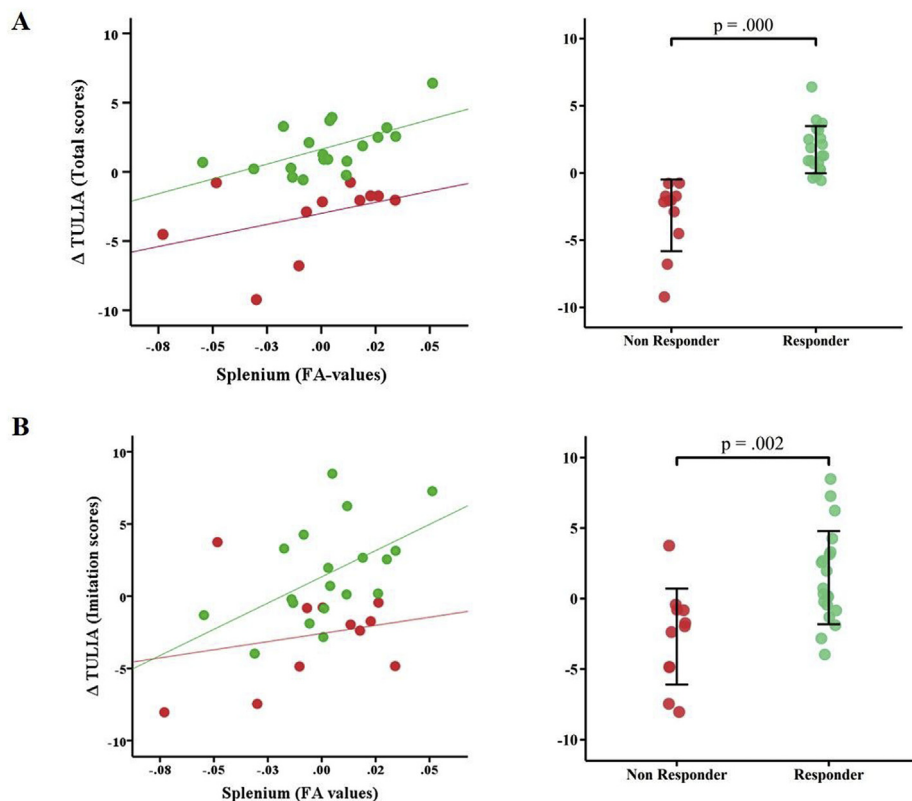 A
Δ TULIA (Total scores)
10
5
0
-5
-10
-.08
-.05
-.03
.00
.02
.05
Splenium (FA-values)
p = .000
10
5
0
-5
-10
Non Responder
Responder
B
Δ TULIA (Imitation scores)
10
5
0
-5
-10
-.08
-.05
-.03
.00
.02
.05
Splenium (FA values)
p = .002
10
5
0
-5
-10
Non Responder
Responder